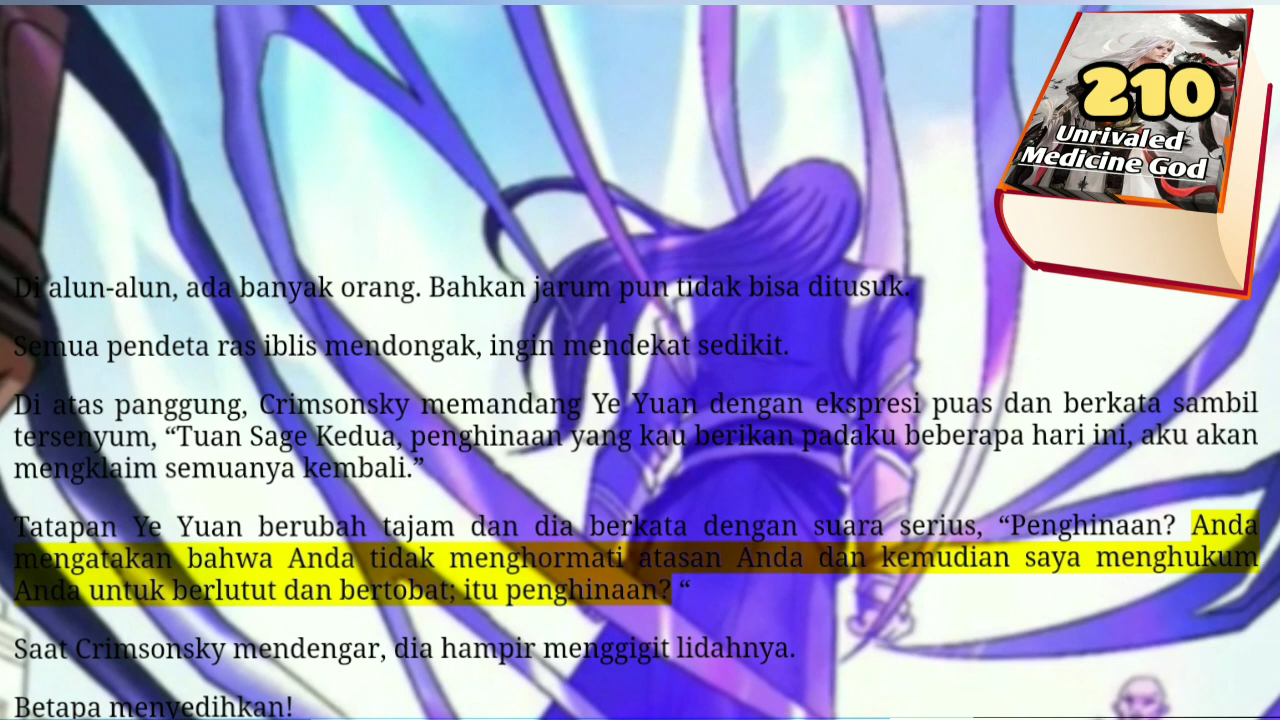 210
Unrivaled
Medicine God
Di alun-alun, ada banyak orang. Bahkan jarum pun tidak bisa ditusuk.
Semua pendeta ras iblis mendongak, ingin mendekat sedikit.
Di atas panggung, Crimsonsky memandang Ye Yuan dengan ekspresi puas dan berkata sambil
tersenyum, “Tuan Sage Kedua, penghinaan yang kau berikan padaku beberapa hari ini, aku akan
mengklaim semuanya kembali.”
Tatapan Ye Yuan berubah tajam dan dia berkata dengan suara serius, “Penghinaan? Anda
mengatakan bahwa Anda tidak menghormati atasan Anda dan kemudian saya menghukum
Anda untuk berlutut dan bertobat; itu penghinaan? “
Saat Crimsonsky mendengar, dia hampir menggigit lidahnya.
Betapa menyedihkan!